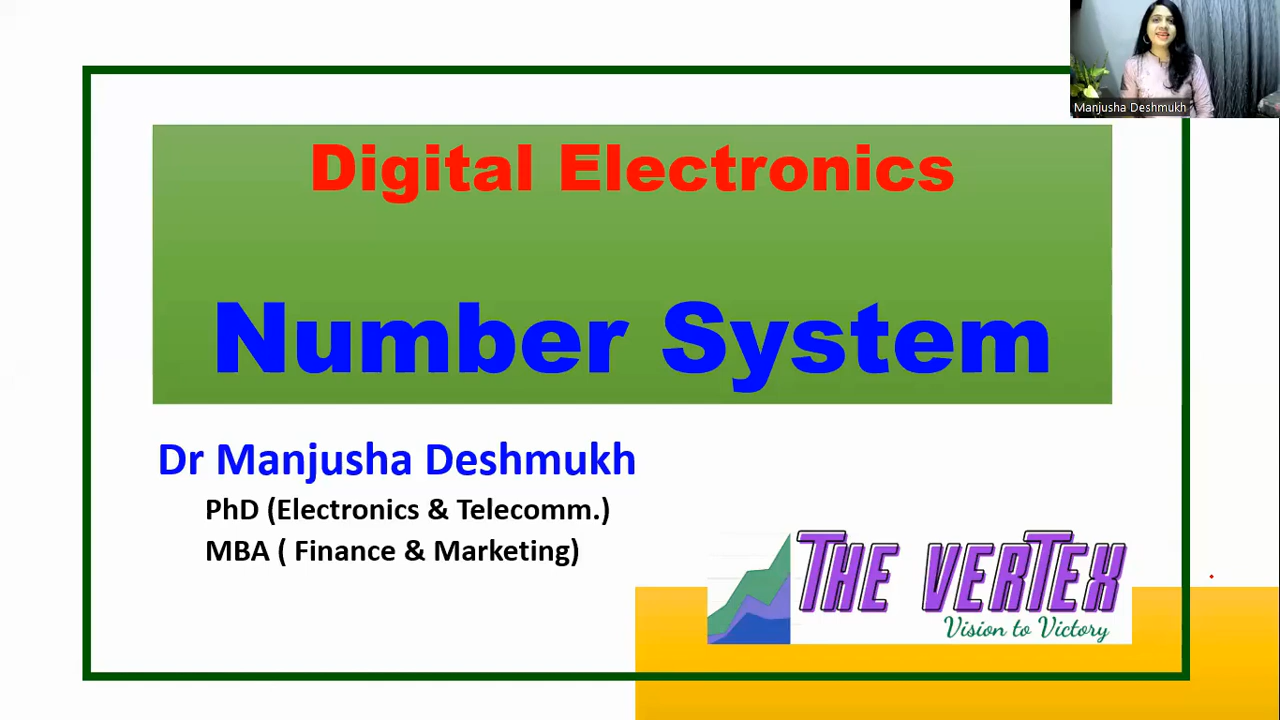 Manjusha Deshmukh
Digital Electronics
Number System
Dr Manjusha Deshmukh
PhD (Electronics & Telecomm.)
MBA ( Finance & Marketing)
THE VERTEX
Vision to Victory